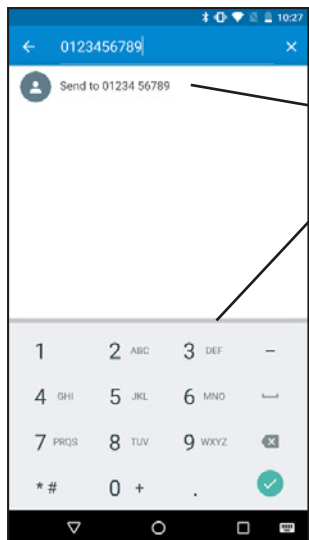 10:27
0123456789
Send to 01234 56789
1 2 ABC 3 DEF -
4 GHI 5 JKL 6 MNO
7 PRQS 8 TUV 9 WXYZ
* # 0 + .